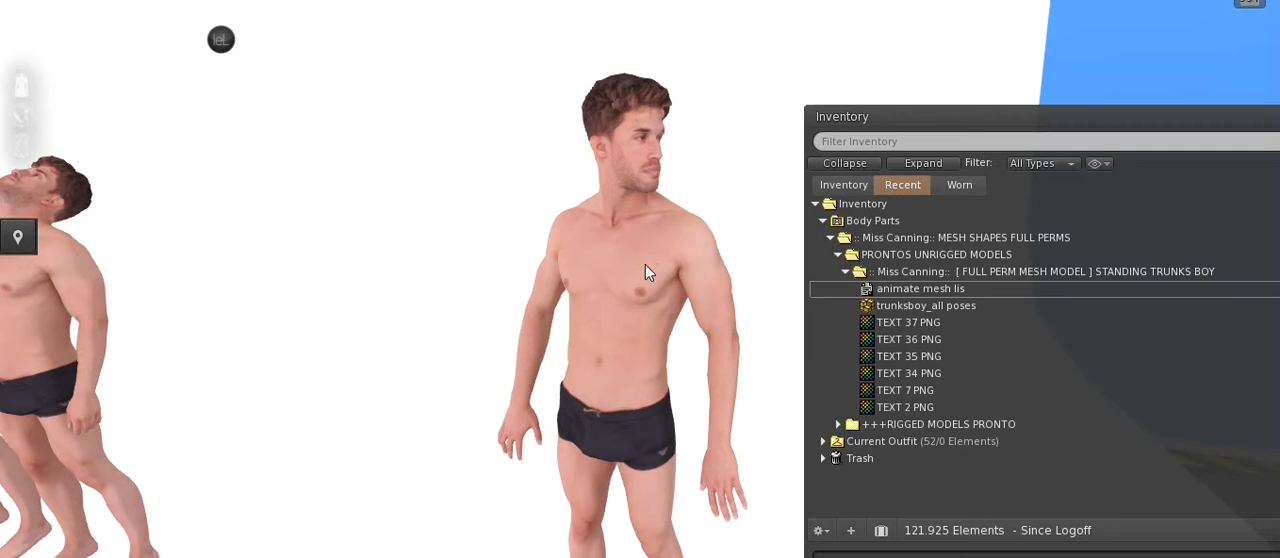 leL
Inventory
Filter Inventory
Collapse Expand Filter: All Types
Inventory Recent Worn
Inventory
Body Parts
:: Miss Canning:: MESH SHAPES FULL PERMS
PRONTOS UNRIGGED MODELS
:: Miss Canning:: [ FULL PERM MESH MODEL ] STANDING TRUNKS BOY
animate mesh lis
trunksboy_all poses
TEXT 37 PNG
TEXT 36 PNG
TEXT 35 PNG
TEXT 34 PNG
TEXT 7 PNG
TEXT 2 PNG
+++RIGGED MODELS PRONTO
Current Outfit (52/0 Elements)
Trash
121.925 Elements - Since Logoff